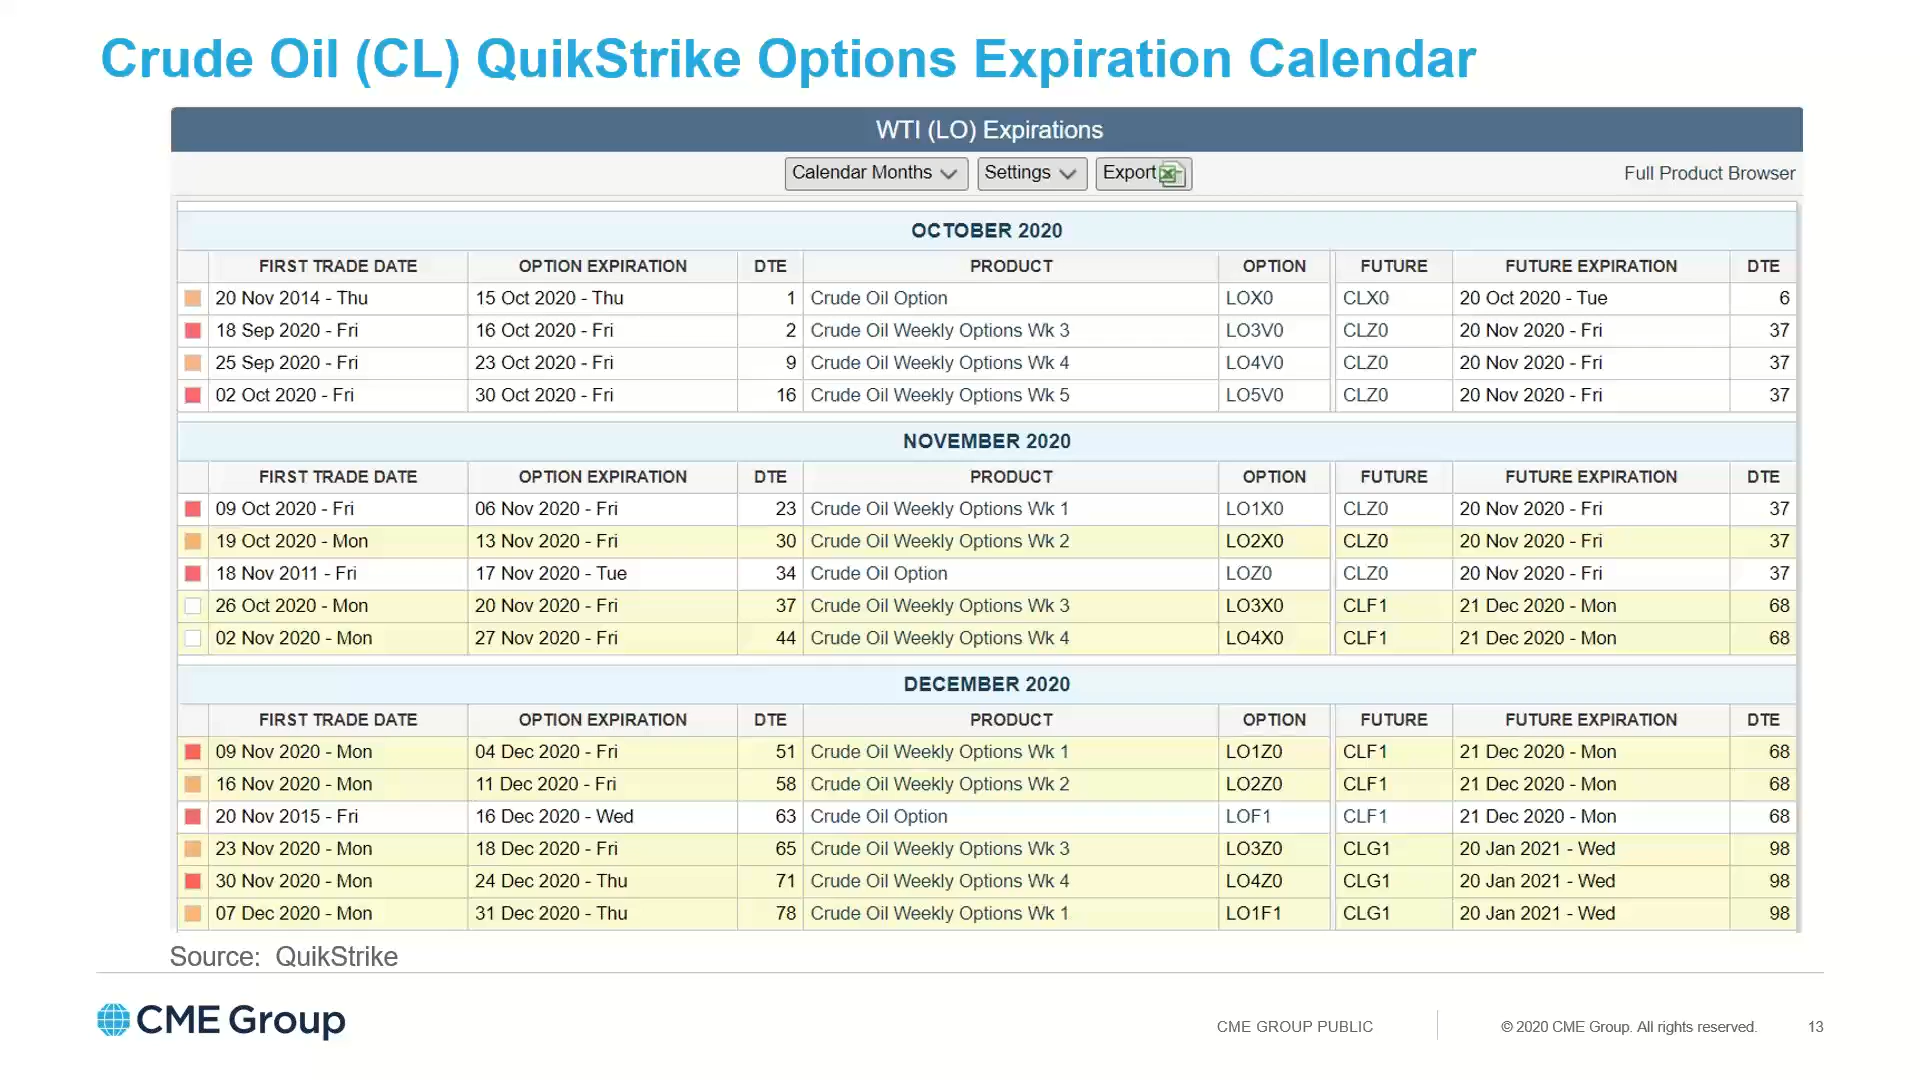 Crude Oil (CL) QuikStrike Options Expiration Calendar
WTI (LO) Expirations
Calendar Months Settings Export Full Product Browser
OCTOBER 2020
FIRST TRADE DATE OPTION EXPIRATION DTE PRODUCT OPTION FUTURE FUTURE EXPIRATION DTE
20 Nov 2014 - Thu 15 Oct 2020 - Thu 1 Crude Oil Option LOX0 CLX0 20 Oct 2020 - Tue 6
18 Sep 2020 - Fri 16 Oct 2020 - Fri 2 Crude Oil Weekly Options Wk 3 LO3V0 CLZ0 20 Nov 2020 - Fri 37
25 Sep 2020 - Fri 23 Oct 2020 - Fri 9 Crude Oil Weekly Options Wk 4 LO4V0 CLZ0 20 Nov 2020 - Fri 37
02 Oct 2020 - Fri 30 Oct 2020 - Fri 16 Crude Oil Weekly Options Wk 5 LO5V0 CLZ0 20 Nov 2020 - Fri 37
NOVEMBER 2020
FIRST TRADE DATE OPTION EXPIRATION DTE PRODUCT OPTION FUTURE FUTURE EXPIRATION DTE
09 Oct 2020 - Fri 06 Nov 2020 - Fri 23 Crude Oil Weekly Options Wk 1 LO1X0 CLZ0 20 Nov 2020 - Fri 37
19 Oct 2020 - Mon 13 Nov 2020 - Fri 30 Crude Oil Weekly Options Wk 2 LO2X0 CLZ0 20 Nov 2020 - Fri 37
18 Nov 2011 - Fri 17 Nov 2020 - Tue 34 Crude Oil Option LOZ0 CLZ0 20 Nov 2020 - Fri 37
26 Oct 2020 - Mon 20 Nov 2020 - Fri 37 Crude Oil Weekly Options Wk 3 LO3X0 CLF1 21 Dec 2020 - Mon 68
02 Nov 2020 - Mon 27 Nov 2020 - Fri 44 Crude Oil Weekly Options Wk 4 LO4X0 CLF1 21 Dec 2020 - Mon 68
DECEMBER 2020
FIRST TRADE DATE OPTION EXPIRATION DTE PRODUCT OPTION FUTURE FUTURE EXPIRATION DTE
09 Nov 2020 - Mon 04 Dec 2020 - Fri 51 Crude Oil Weekly Options Wk 1 LO1Z0 CLF1 21 Dec 2020 - Mon 68
16 Nov 2020 - Mon 11 Dec 2020 - Fri 58 Crude Oil Weekly Options Wk 2 LO2Z0 CLF1 21 Dec 2020 - Mon 68
20 Nov 2015 - Fri 16 Dec 2020 - Wed 63 Crude Oil Option LOF1 CLF1 21 Dec 2020 - Mon 68
23 Nov 2020 - Mon 18 Dec 2020 - Fri 65 Crude Oil Weekly Options Wk 3 LO3Z0 CLG1 20 Jan 2021 - Wed 98
30 Nov 2020 - Mon 24 Dec 2020 - Thu 71 Crude Oil Weekly Options Wk 4 LO4Z0 CLG1 20 Jan 2021 - Wed 98
07 Dec 2020 - Mon 31 Dec 2020 - Thu 78 Crude Oil Weekly Options Wk 1 LO1F1 CLG1 20 Jan 2021 - Wed 98
Source: QuikStrike
CME Group CME GROUP PUBLIC © 2020 CME Group. All rights reserved. 13